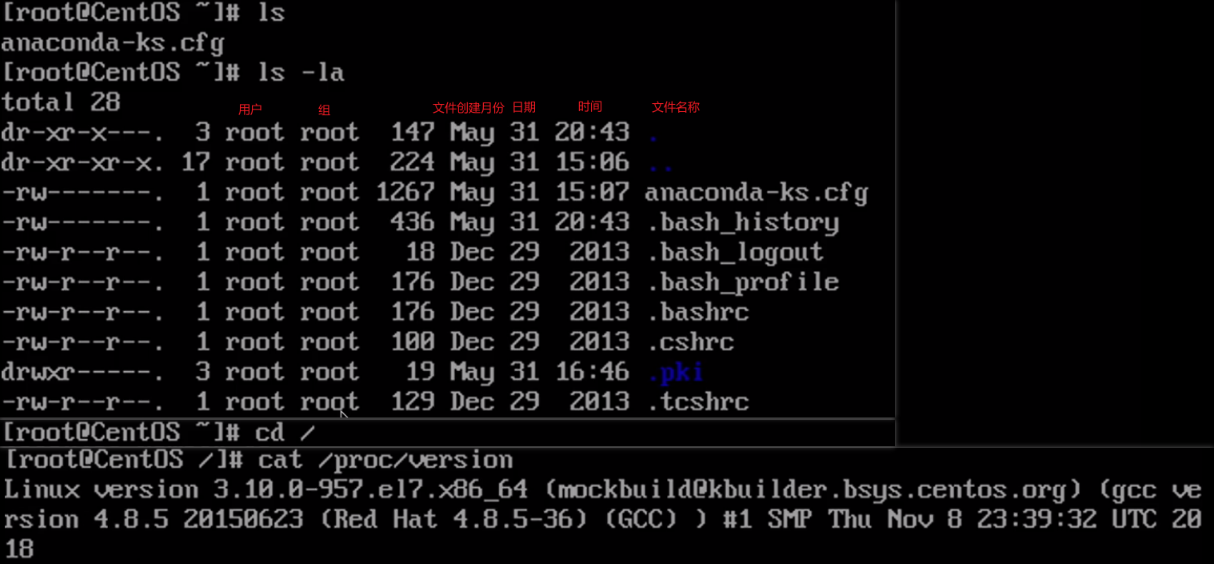 [root@CentOS ~]# ls
anaconda-ks.cfg
[root@CentOS ~]# ls -la
total 28
用户 组 文件创建月份 日期 时间 文件名称
dr-xr-x---. 3 root root 147 May 31 20:43 .
dr-xr-xr-x. 17 root root 224 May 31 15:06 ..
-rw-------. 1 root root 1267 May 31 15:07 anaconda-ks.cfg
-rw-------. 1 root root 436 May 31 20:43 .bash_history
-rw-r--r--. 1 root root 18 Dec 29 2013 .bash_logout
-rw-r--r--. 1 root root 176 Dec 29 2013 .bash_profile
-rw-r--r--. 1 root root 176 Dec 29 2013 .bashrc
-rw-r--r--. 1 root root 100 Dec 29 2013 .cshrc
drwxr-----. 3 root root 19 May 31 16:46 .pki
-rw-r--r--. 1 root root 129 Dec 29 2013 .tcshrc
[root@CentOS ~]# cd /
[root@CentOS /]# cat /proc/version
Linux version 3.10.0-957.el7.x86_64 (mockbuild@kbuilder.bsys.centos.org) (gcc ve
rsion 4.8.5 20150623 (Red Hat 4.8.5-36) (GCC) ) #1 SMP Thu Nov 8 23:39:32 UTC 20
18